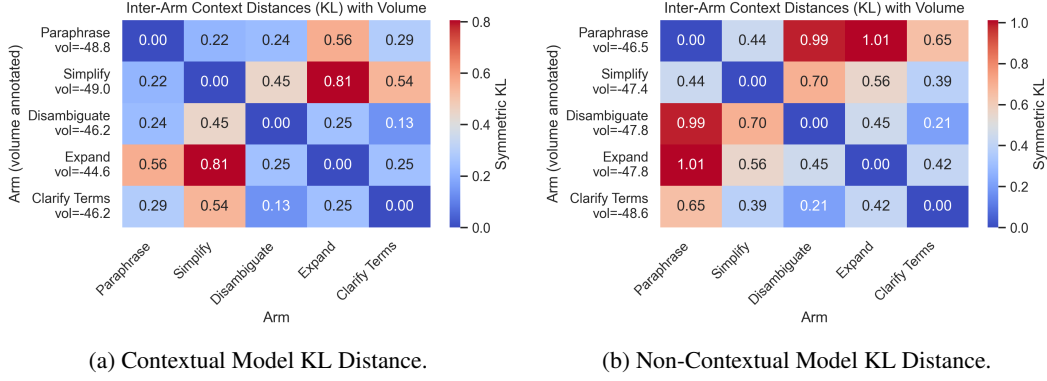 Inter-Arm Context Distances (KL) with Volume
Arm (volume annotated)
Paraphrase
vol=-48.8
0.00 0.22 0.24 0.56 0.29
Simplify
vol=-49.0
0.22 0.00 0.45 0.81 0.54
Disambiguate
vol=-46.2
0.24 0.45 0.00 0.25 0.13
Expand
vol=-44.6
0.56 0.81 0.25 0.00 0.25
Clarify Terms
vol=-46.2
0.29 0.54 0.13 0.25 0.00
Paraphrase Simplify Disambiguate Expand Clarify Terms
Arm
0.8
0.6
0.4
0.2
0.0
Symmetric KL
(a) Contextual Model KL Distance.
Inter-Arm Context Distances (KL) with Volume
Arm (volume annotated)
Paraphrase
vol=-46.5
0.00 0.44 0.99 1.01 0.65
Simplify
vol=-47.4
0.44 0.00 0.70 0.56 0.39
Disambiguate
vol=-47.8
0.99 0.70 0.00 0.45 0.21
Expand
vol=-47.8
1.01 0.56 0.45 0.00 0.42
Clarify Terms
vol=-48.6
0.65 0.39 0.21 0.42 0.00
Paraphrase Simplify Disambiguate Expand Clarify Terms
Arm
1.0
0.8
0.6
0.4
0.2
0.0
Symmetric KL
(b) Non-Contextual Model KL Distance.